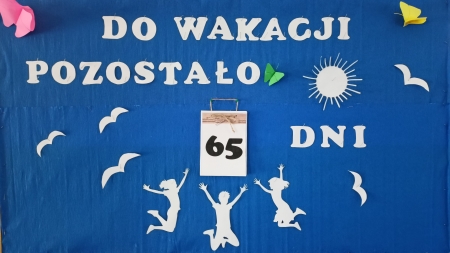 DO WAKACJI
POZOSTAŁO
65
DNI